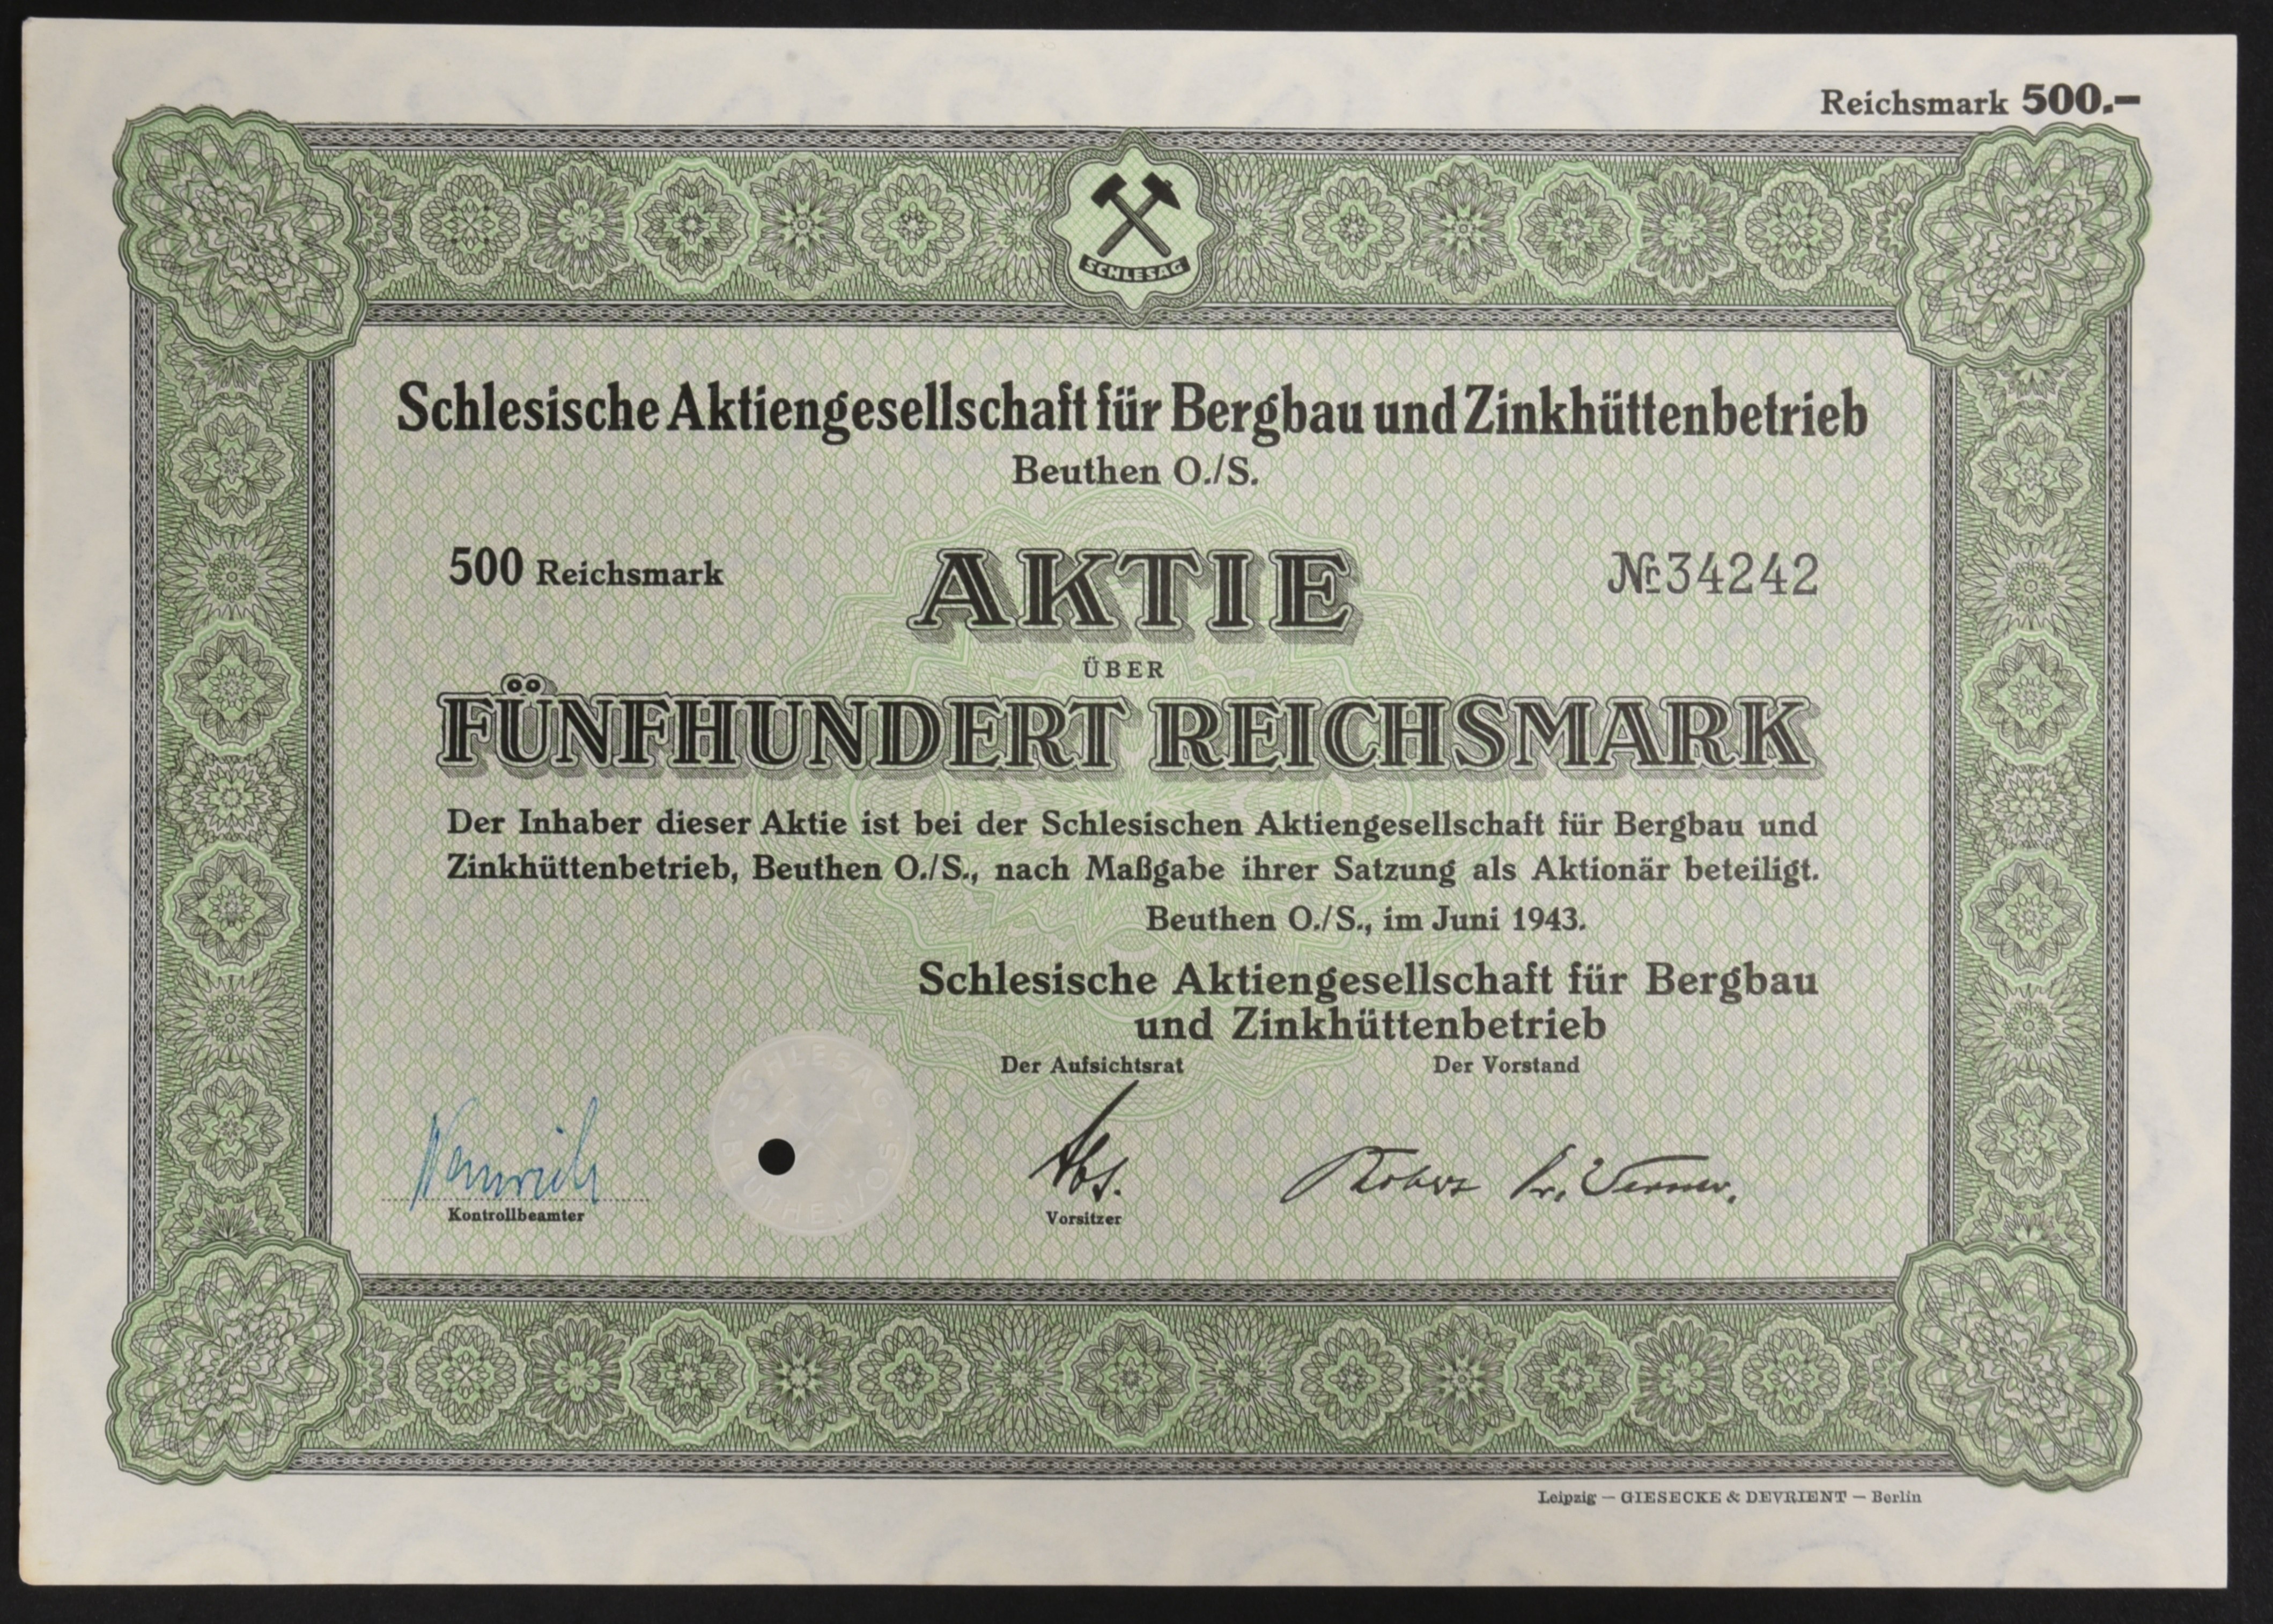 Reichsmark 500.–
SCHLESAG
Schlesische Aktiengesellschaft für Bergbau und Zinkhüttenbetrieb
Beuthen O./S.
500 Reichsmark
AKTIE
№ 34242
ÜBER
FÜNFHUNDERT REICHSMARK
Der Inhaber dieser Aktie ist bei der Schlesischen Aktiengesellschaft für Bergbau und
Zinkhüttenbetrieb, Beuthen O./S., nach Maßgabe ihrer Satzung als Aktionär beteiligt.
Beuthen O./S., im Juni 1943.
Schlesische Aktiengesellschaft für Bergbau
und Zinkhüttenbetrieb
Der Aufsichtsrat Der Vorstand
SCHLESAG
Abs.
Kontrollbeamter
Vorsitzer
Leipzig — GIESECKE & DEVRIENT — Berlin